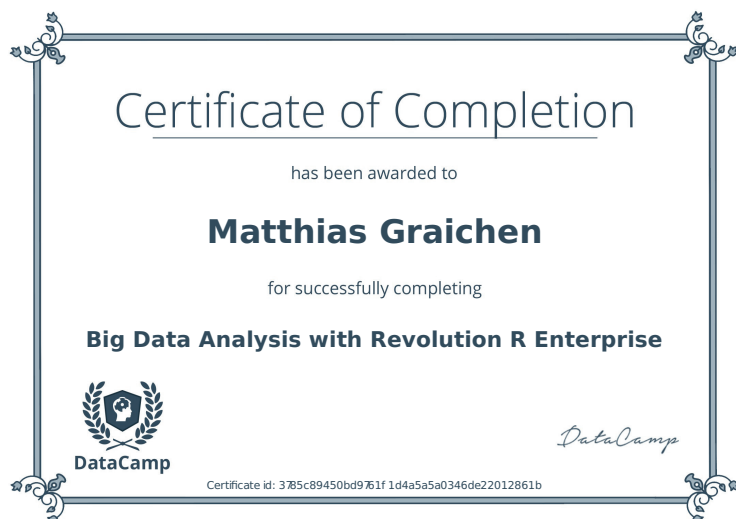 Certificate of Completion
has been awarded to
Matthias Graichen
for successfully completing
Big Data Analysis with Revolution R Enterprise
DataCamp
DataCamp
Certificate id: 3785c89450bd9761f1d4a5a5a0346de22012861b